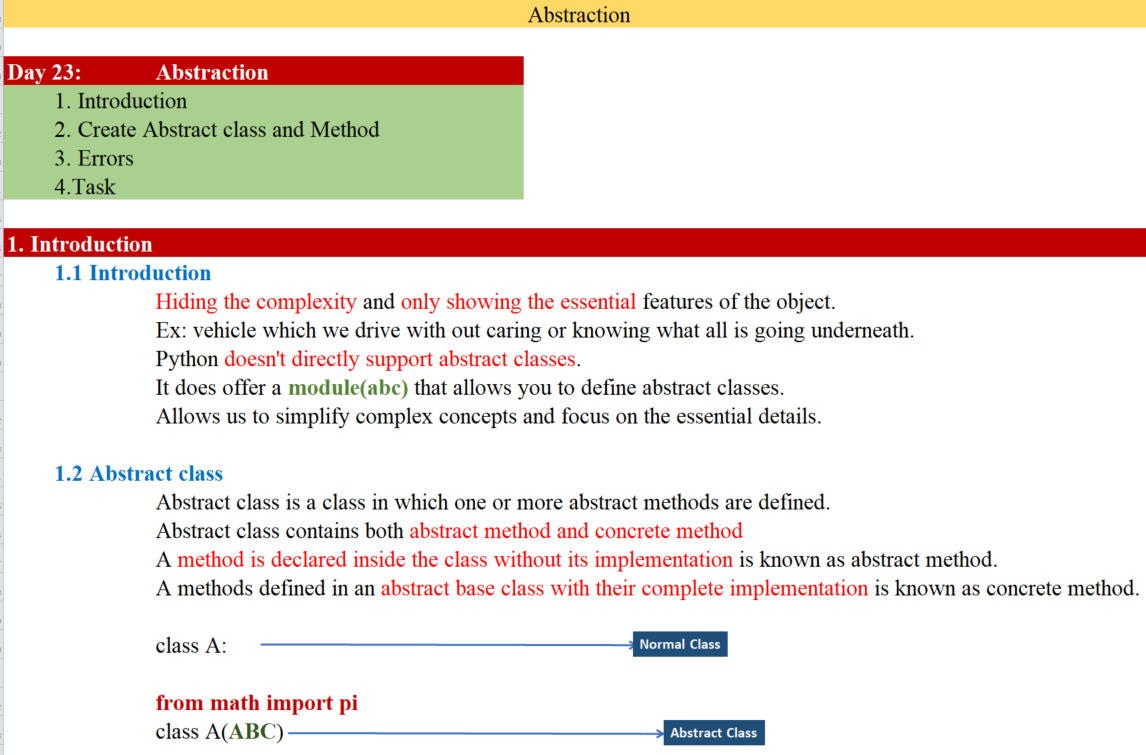 Abstraction
Day 23: Abstraction
1. Introduction
2. Create Abstract class and Method
3. Errors
4.Task
1. Introduction
1.1 Introduction
Hiding the complexity and only showing the essential features of the object.
Ex: vehicle which we drive with out caring or knowing what all is going underneath.
Python doesn't directly support abstract classes.
It does offer a module(abc) that allows you to define abstract classes.
Allows us to simplify complex concepts and focus on the essential details.
1.2 Abstract class
Abstract class is a class in which one or more abstract methods are defined.
Abstract class contains both abstract method and concrete method
A method is declared inside the class without its implementation is known as abstract method.
A methods defined in an abstract base class with their complete implementation is known as concrete method.
class A: Normal Class
from math import pi
class A(ABC) Abstract Class